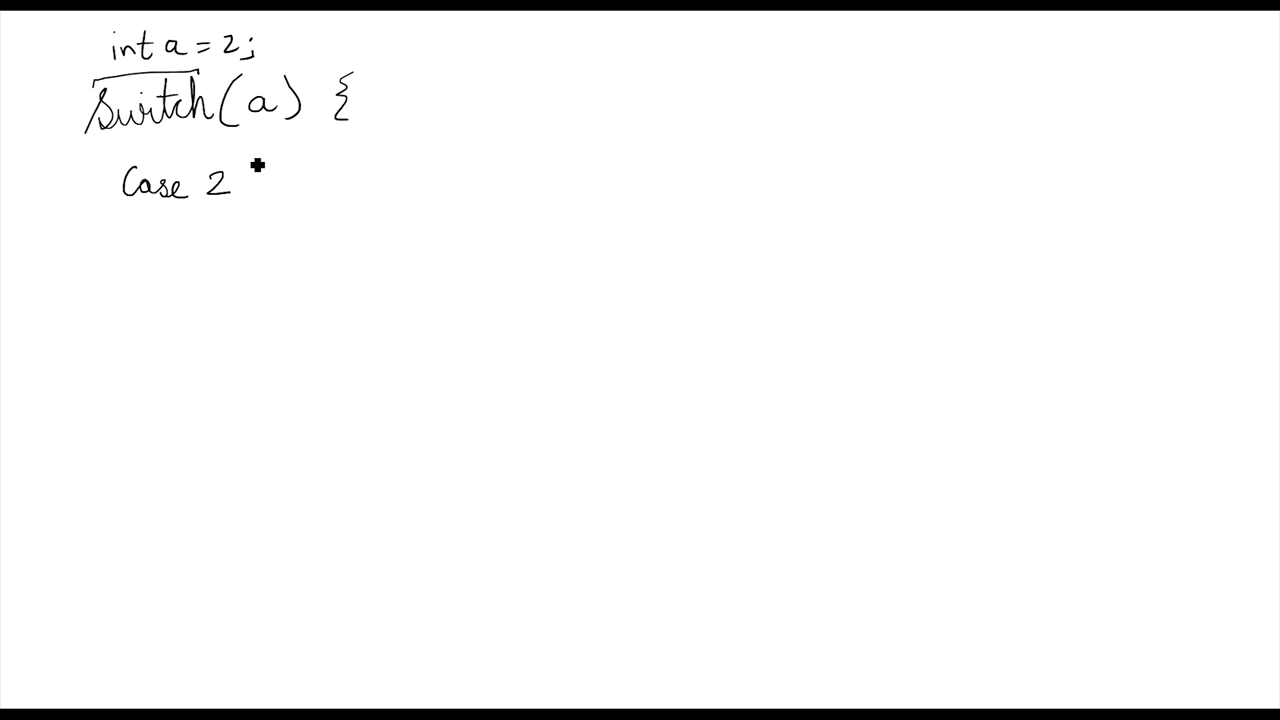 int a = 2;
switch(a) {
Case 2